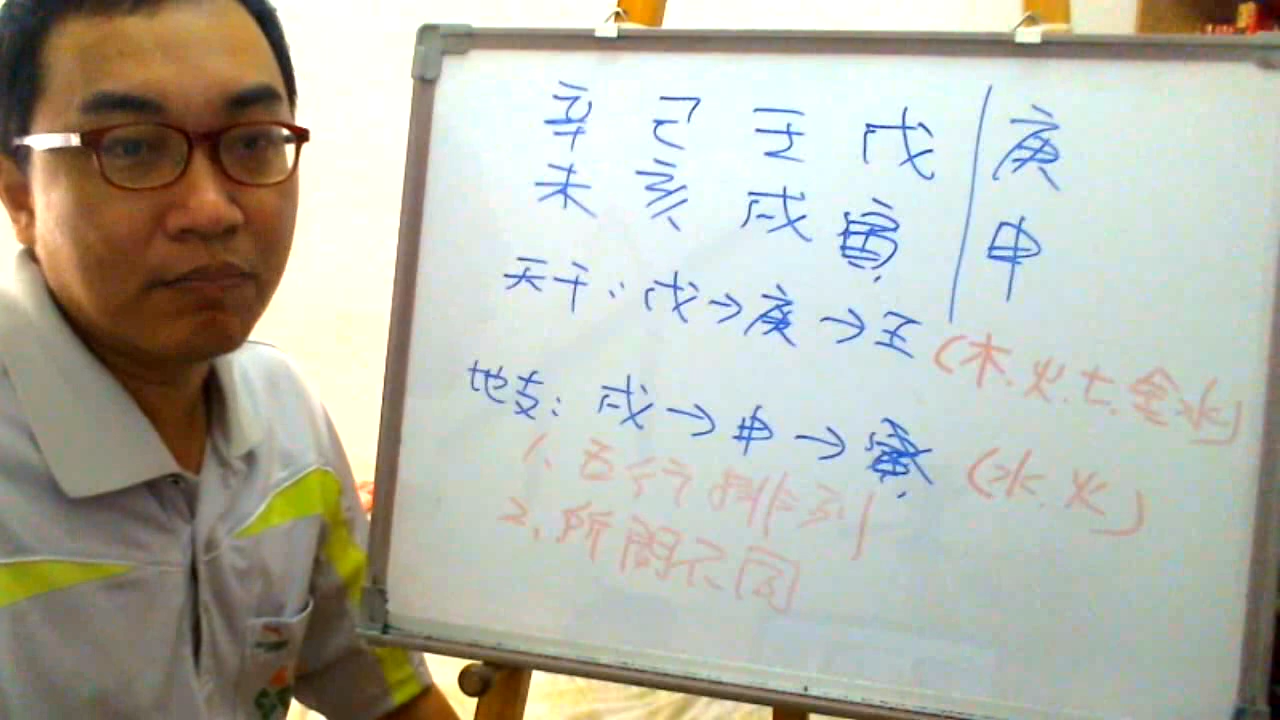 辛 己 壬 戊 庚
未 亥 戌 寅 申
天干: 戊→庚→壬 (木.火.土.金.水)
地支: 戌→申→寅 (水.火)
1、五行排列
2、所問不同